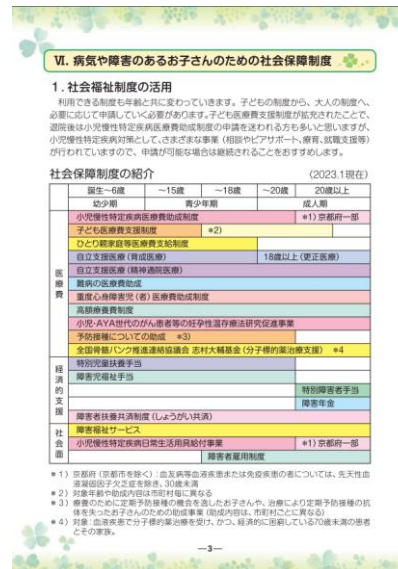 Ⅵ. 病気や障害のあるお子さんのための社会保障制度
1．社会福祉制度の活用
利用できる制度も年齢と共に変わっていきます。子どもの制度から、大人の制度へ、
必要に応じて申請していく必要があります。子ども医療費支援制度が拡充されたことで、
退院後は小児慢性特定疾病医療費助成制度の申請を迷われる方も多いと思いますが、
小児慢性特定疾病対策として、さまざまな事業（相談やピアサポート、療育、就職支援等）
が行われていますので、申請が可能な場合は継続されることをおすすめします。
社会保障制度の紹介 （2023.1現在）
誕生～6歳 ～15歳 ～18歳 ～20歳 20歳以上
幼少期 青少年期 成人期
医療費
小児慢性特定疾病医療費助成制度 *1）京都府一部
子ども医療費支援制度 *2）
ひとり親家庭等医療費支給制度
自立支援医療（育成医療） 18歳以上（更正医療）
自立支援医療（精神通院医療）
難病の医療費助成
重度心身障害児（者）医療費助成制度
高額療養費制度
小児・AYA世代のがん患者等の妊孕性温存療法研究促進事業
予防接種についての助成 *3）
全国骨髄バンク推進連絡協議会 志村大輔基金（分子標的薬治療支援） *4
経済的支援
特別児童扶養手当
障害児福祉手当
特別障害者手当
障害年金
障害者扶養共済制度（しょうがい共済）
社会面
障害福祉サービス
小児慢性特定疾病日常生活用具給付事業 *1）京都府一部
障害者雇用制度
*1）京都府（京都市を除く）：血友病等血液疾患または免疫疾患の者については、先天性血
液凝固因子欠乏症を除き、30歳未満
*2）対象年齢や助成内容は市町村毎に異なる
*3）療養のために定期予防接種の機会を逸したお子さんや、治療により定期予防接種の抗
体を失ったお子さんのための助成事業（助成内容は、市町村ごとに異なる）
*4）対象：血液疾患で分子標的薬治療を受け、かつ、経済的に困窮している70歳未満の患者
とその家族。
―3―